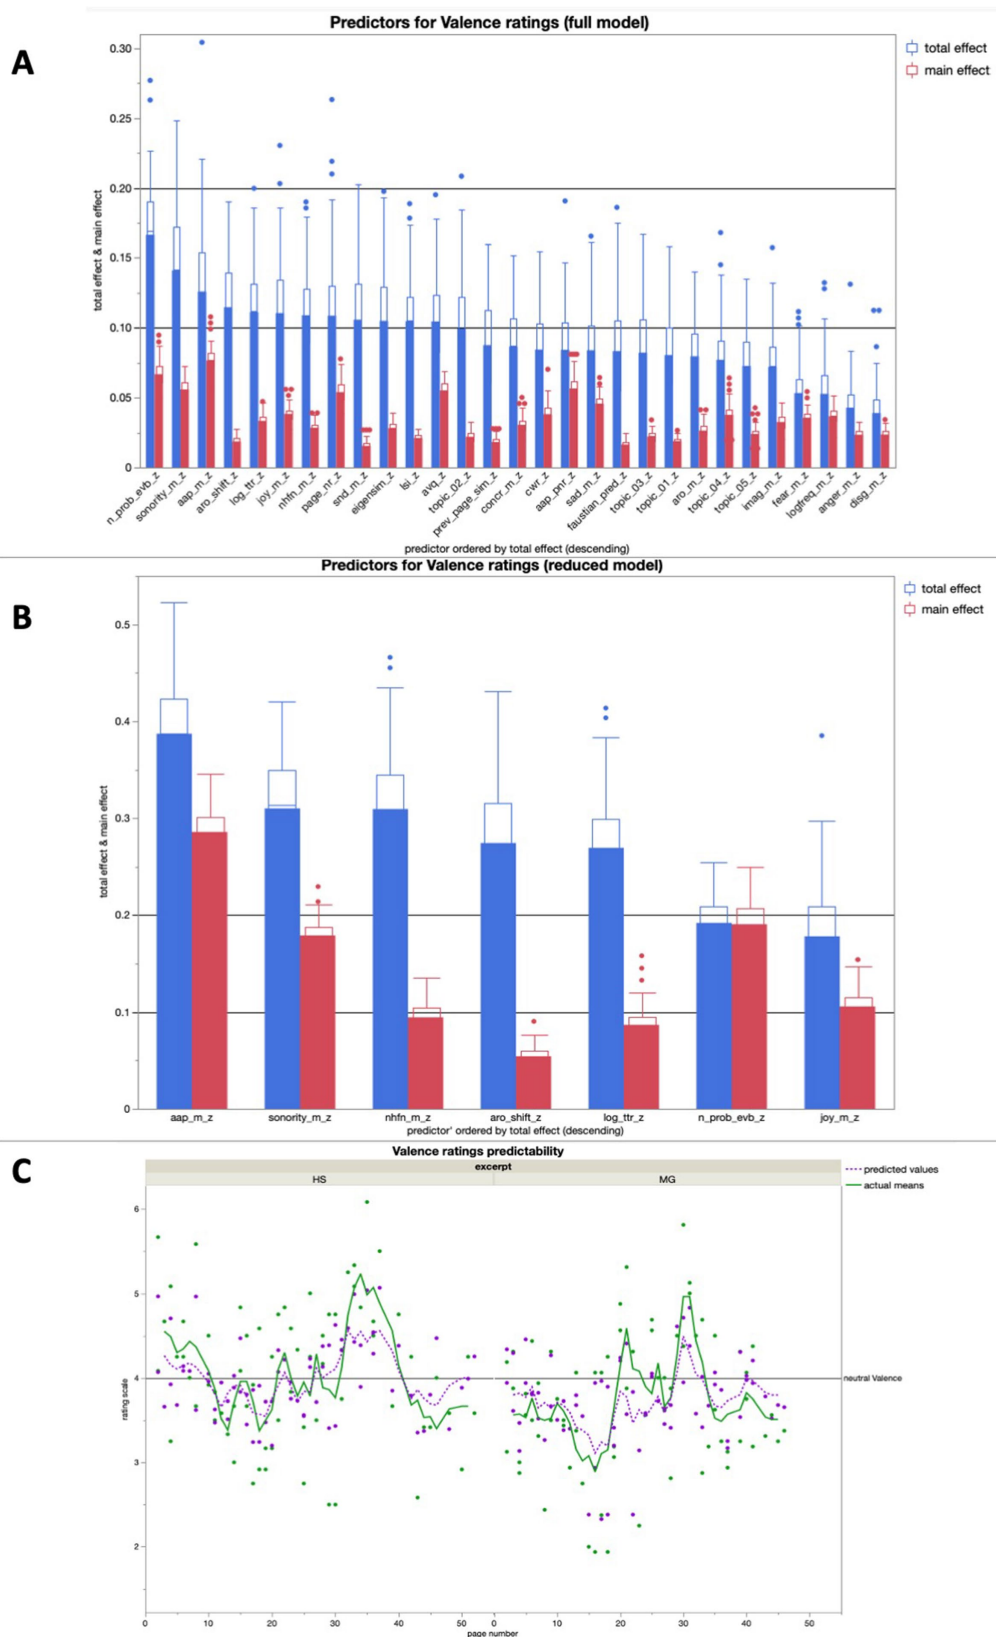 A
Predictors for Valence ratings (full model)
total effect
main effect
total effect & main effect
0.30
0.25
0.20
0.15
0.10
0.05
0
n_prob_evb_z
sonority_m_z
aap_m_z
aro_shift_z
log_ttr_z
joy_m_z
nhfn_m_z
page_nr_z
snd_m_z
eigensim_z
lsi_z
avq_z
topic_02_z
prev_page_sim_z
concr_m_z
cwr_z
aap_pnr_z
sad_m_z
faustian_pred_z
topic_03_z
topic_01_z
aro_m_z
topic_04_z
topic_05_z
imag_m_z
fear_m_z
logfreq_m_z
anger_m_z
disg_m_z
predictor ordered by total effect (descending)
B
Predictors for Valence ratings (reduced model)
total effect
main effect
total effect & main effect
0.5
0.4
0.3
0.2
0.1
0
aap_m_z sonority_m_z nhfn_m_z aro_shift_z log_ttr_z n_prob_evb_z joy_m_z
predictor' ordered by total effect (descending)
C
Valence ratings predictability
excerpt
HS MG
predicted values
actual means
rating scale
6
5
4
3
2
neutral Valence
0 10 20 30 40 50 0 10 20 30 40 50
page number